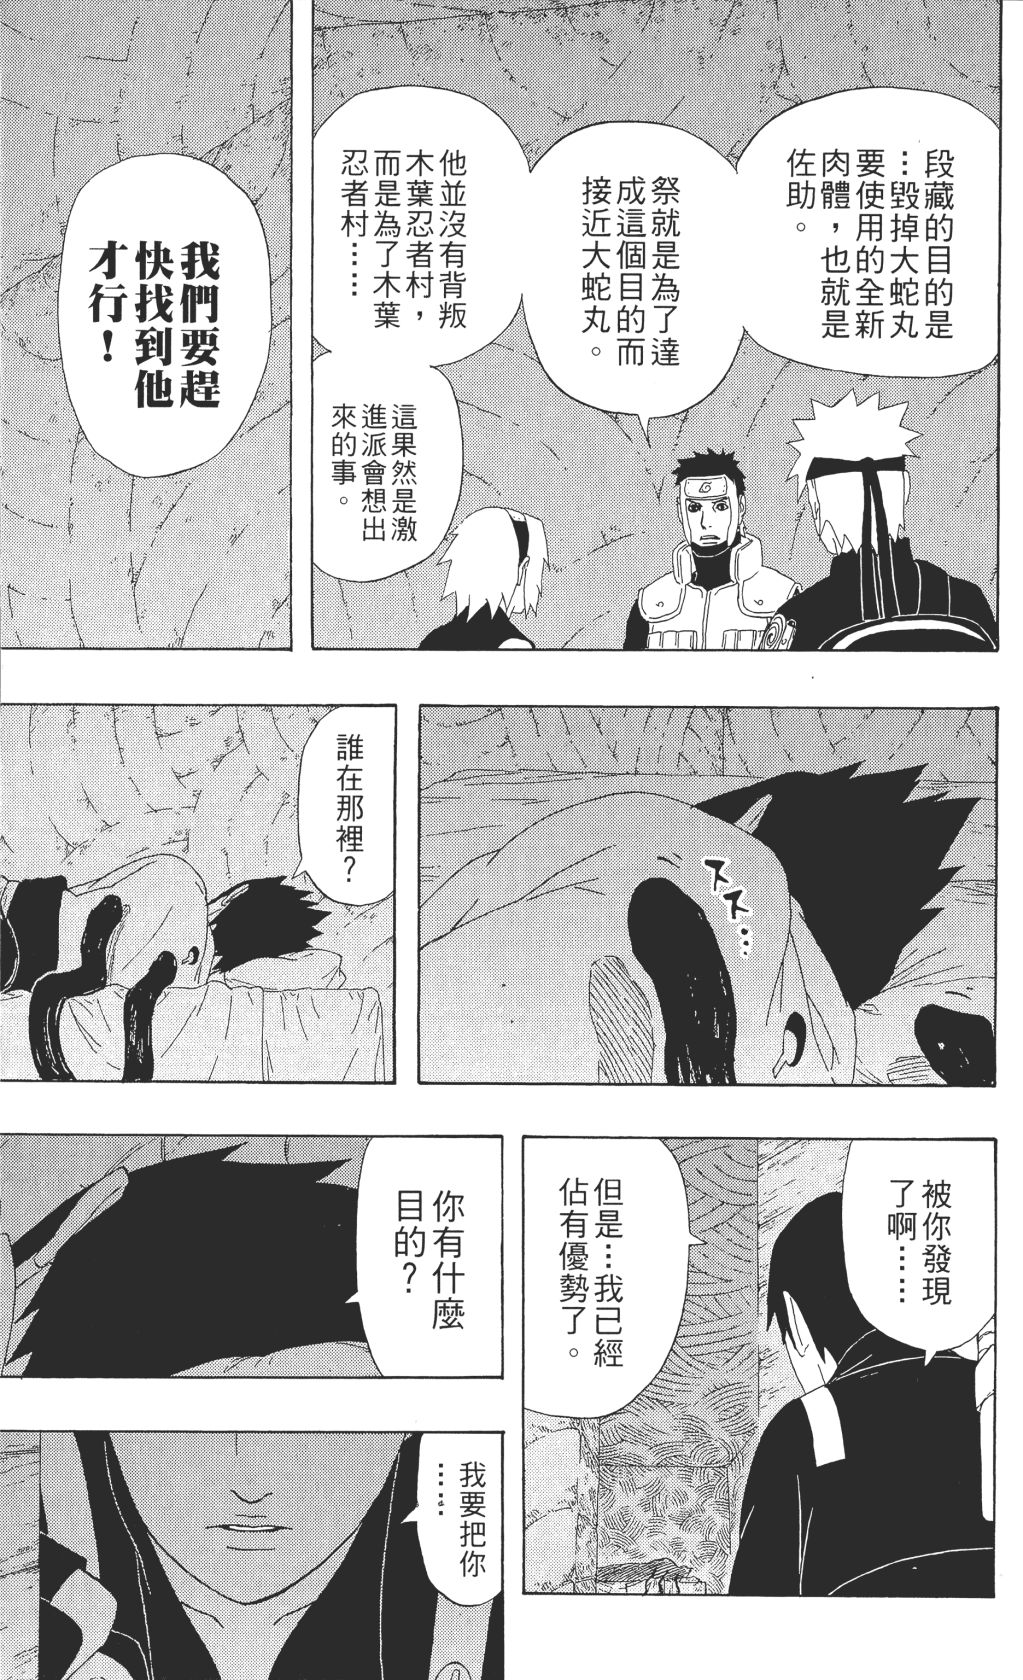 段藏的目的是
…毀掉大蛇丸
要使用的全新
肉體，也就是
佐助。
祭就是為了達
成這個目的而
接近大蛇丸。
他並沒有背叛
木葉忍者村，
而是為了木葉
忍者村……
這果然是激
進派會想出
來的事。
我們要趕
快找到他
才行！
ススー…
誰在那裡？
被你發現
了啊……
但是…我已經
佔有優勢了。
你有什麼
目的？
我要把你
……